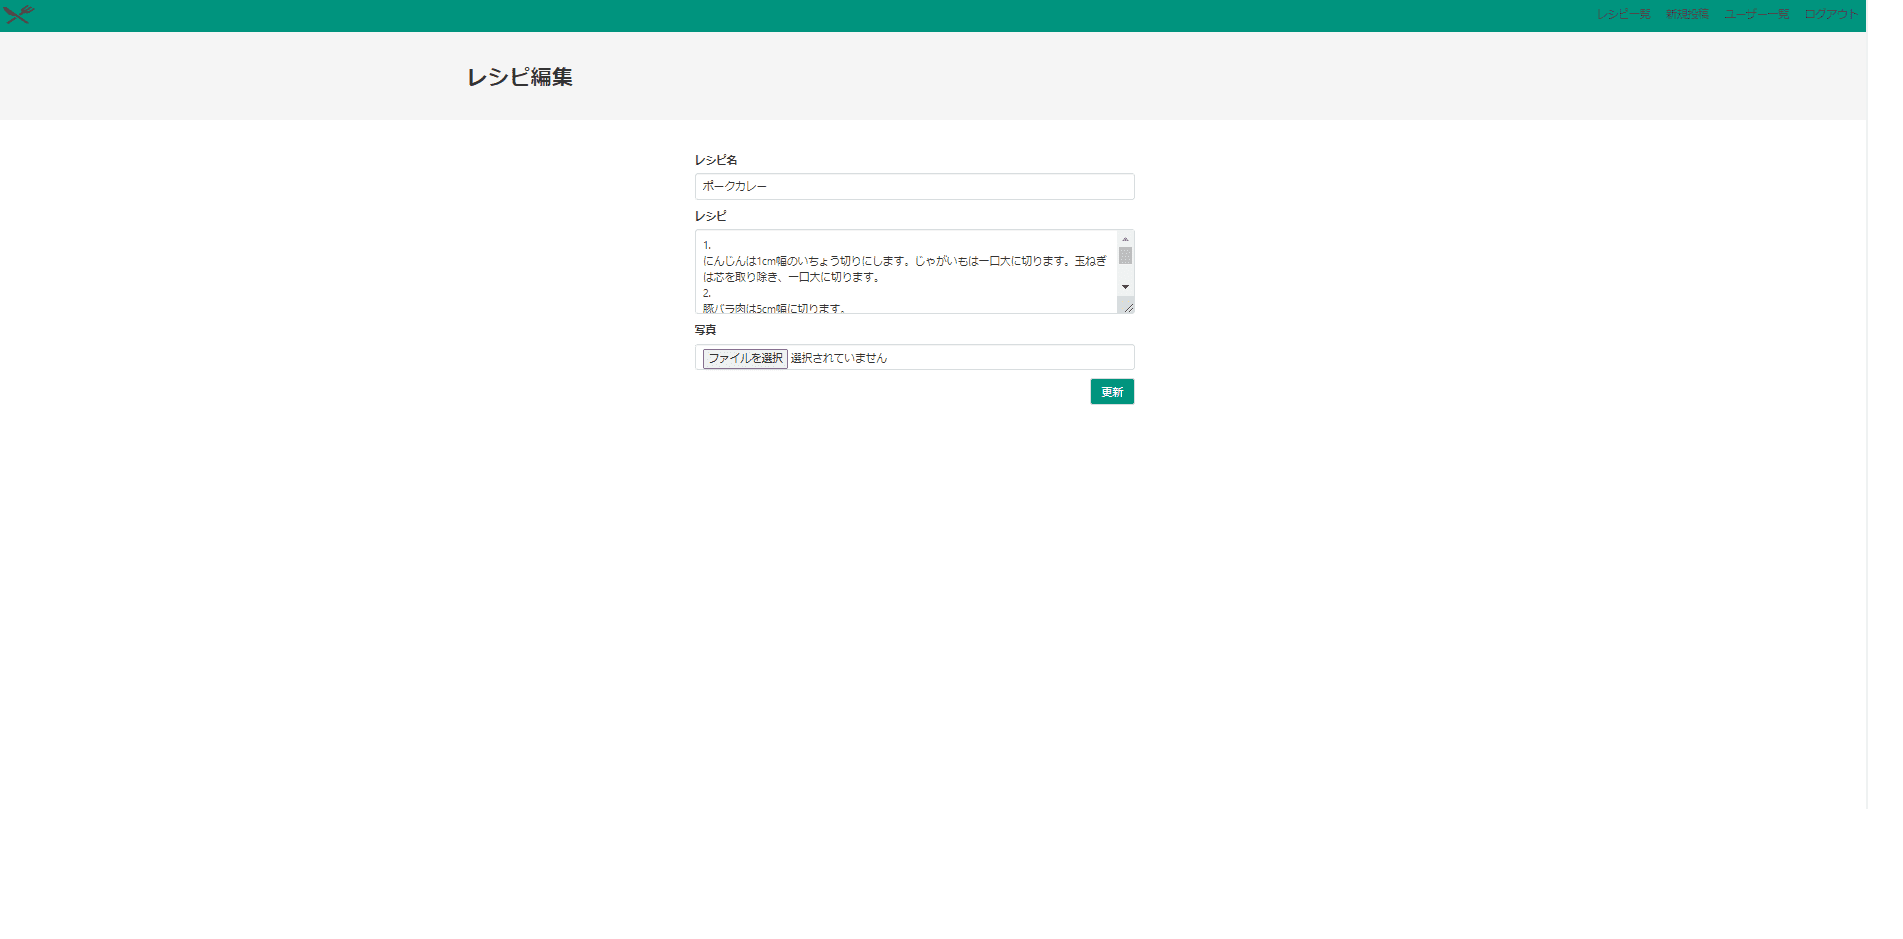 レシピ一覧 新規投稿 ユーザー一覧 ログアウト
レシピ編集
レシピ名
ポークカレー
レシピ
1.
にんじんは1cm幅のいちょう切りにします。じゃがいもは一口大に切ります。玉ねぎ
は芯を取り除き、一口大に切ります。
2.
豚バラ肉は5cm幅に切ります。
写真
ファイルを選択 選択されていません
更新